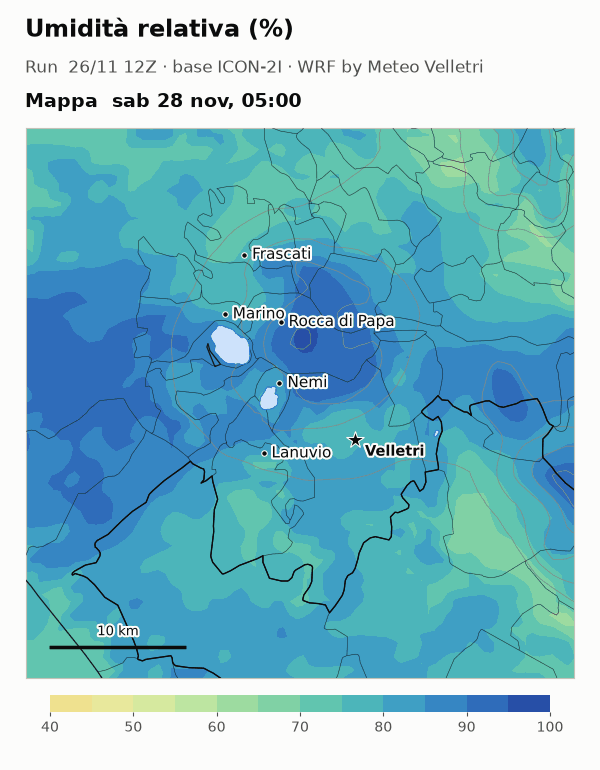 Umidità relativa (%)
Run  26/11 12Z · base ICON-2I · WRF by Meteo Velletri
Mappa  sab 28 nov, 05:00
Frascati
Marino
Rocca di Papa
Nemi
Velletri
Lanuvio
10 km
40 50 60 70 80 90 100